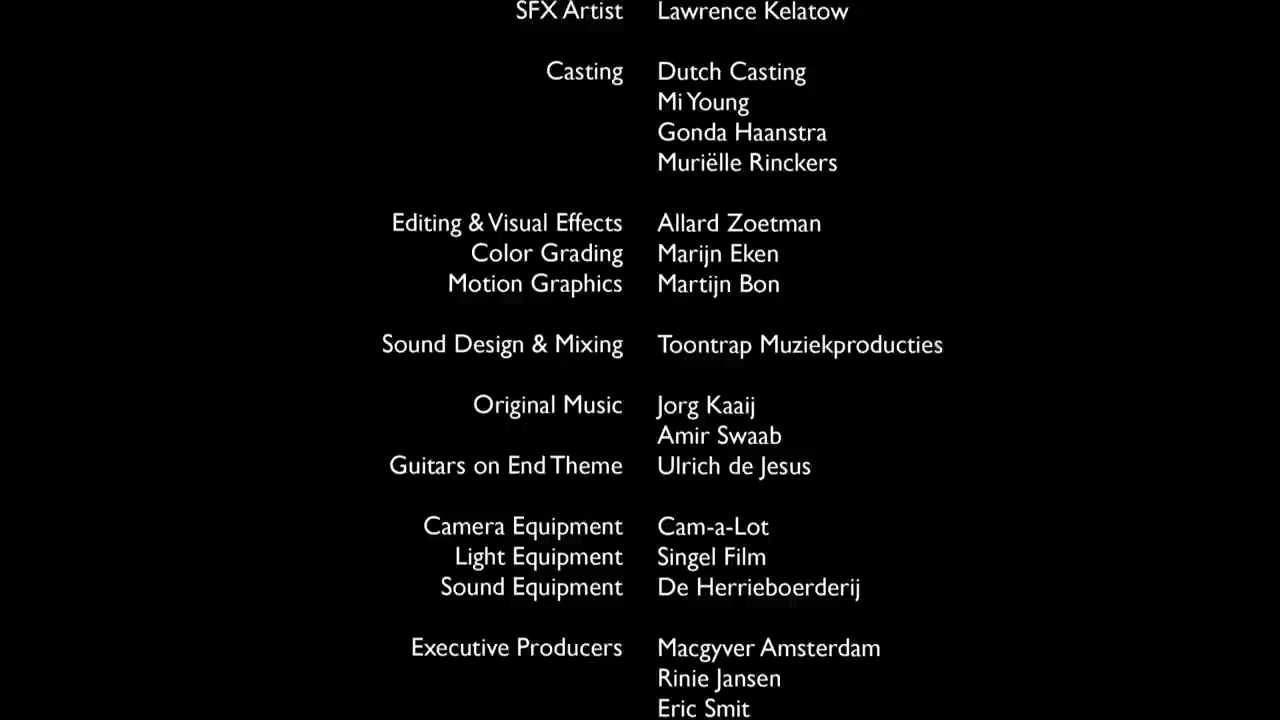 SFX Artist Lawrence Kelatow
Casting Dutch Casting
Mi Young
Gonda Haanstra
Muriëlle Rinckers
Editing & Visual Effects Allard Zoetman
Color Grading Marijn Eken
Motion Graphics Martijn Bon
Sound Design & Mixing Toontrap Muziekproducties
Original Music Jorg Kaaij
Amir Swaab
Guitars on End Theme Ulrich de Jesus
Camera Equipment Cam-a-Lot
Light Equipment Singel Film
Sound Equipment De Herrieboerderij
Executive Producers Macgyver Amsterdam
Rinie Jansen
Eric Smit